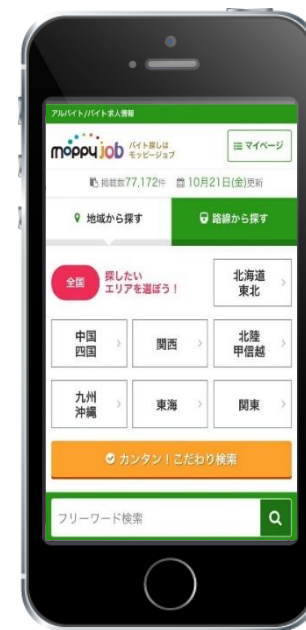 アルバイト/バイト求人情報
moppy job
バイト探しは
モッピージョブ
マイページ
掲載数77,172件 10月21日(金)更新
地域から探す
路線から探す
全国
探したい
エリアを選ぼう！
北海道
東北
中国
四国
関西
北陸
甲信越
九州
沖縄
東海
関東
カンタン！こだわり検索
フリーワード検索